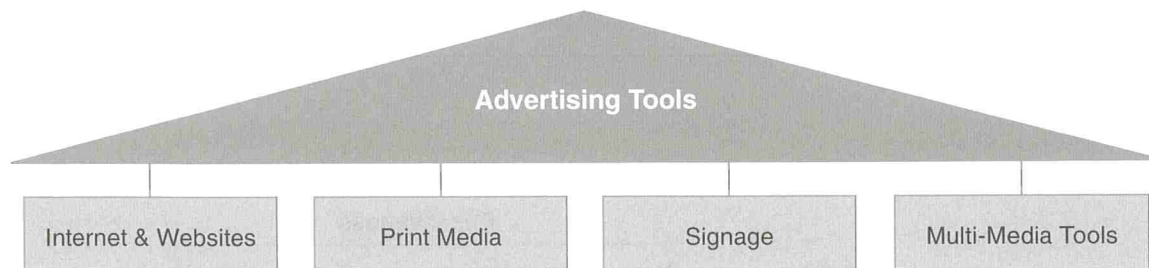 Advertising Tools
Internet & Websites
Print Media
Signage
Multi-Media Tools